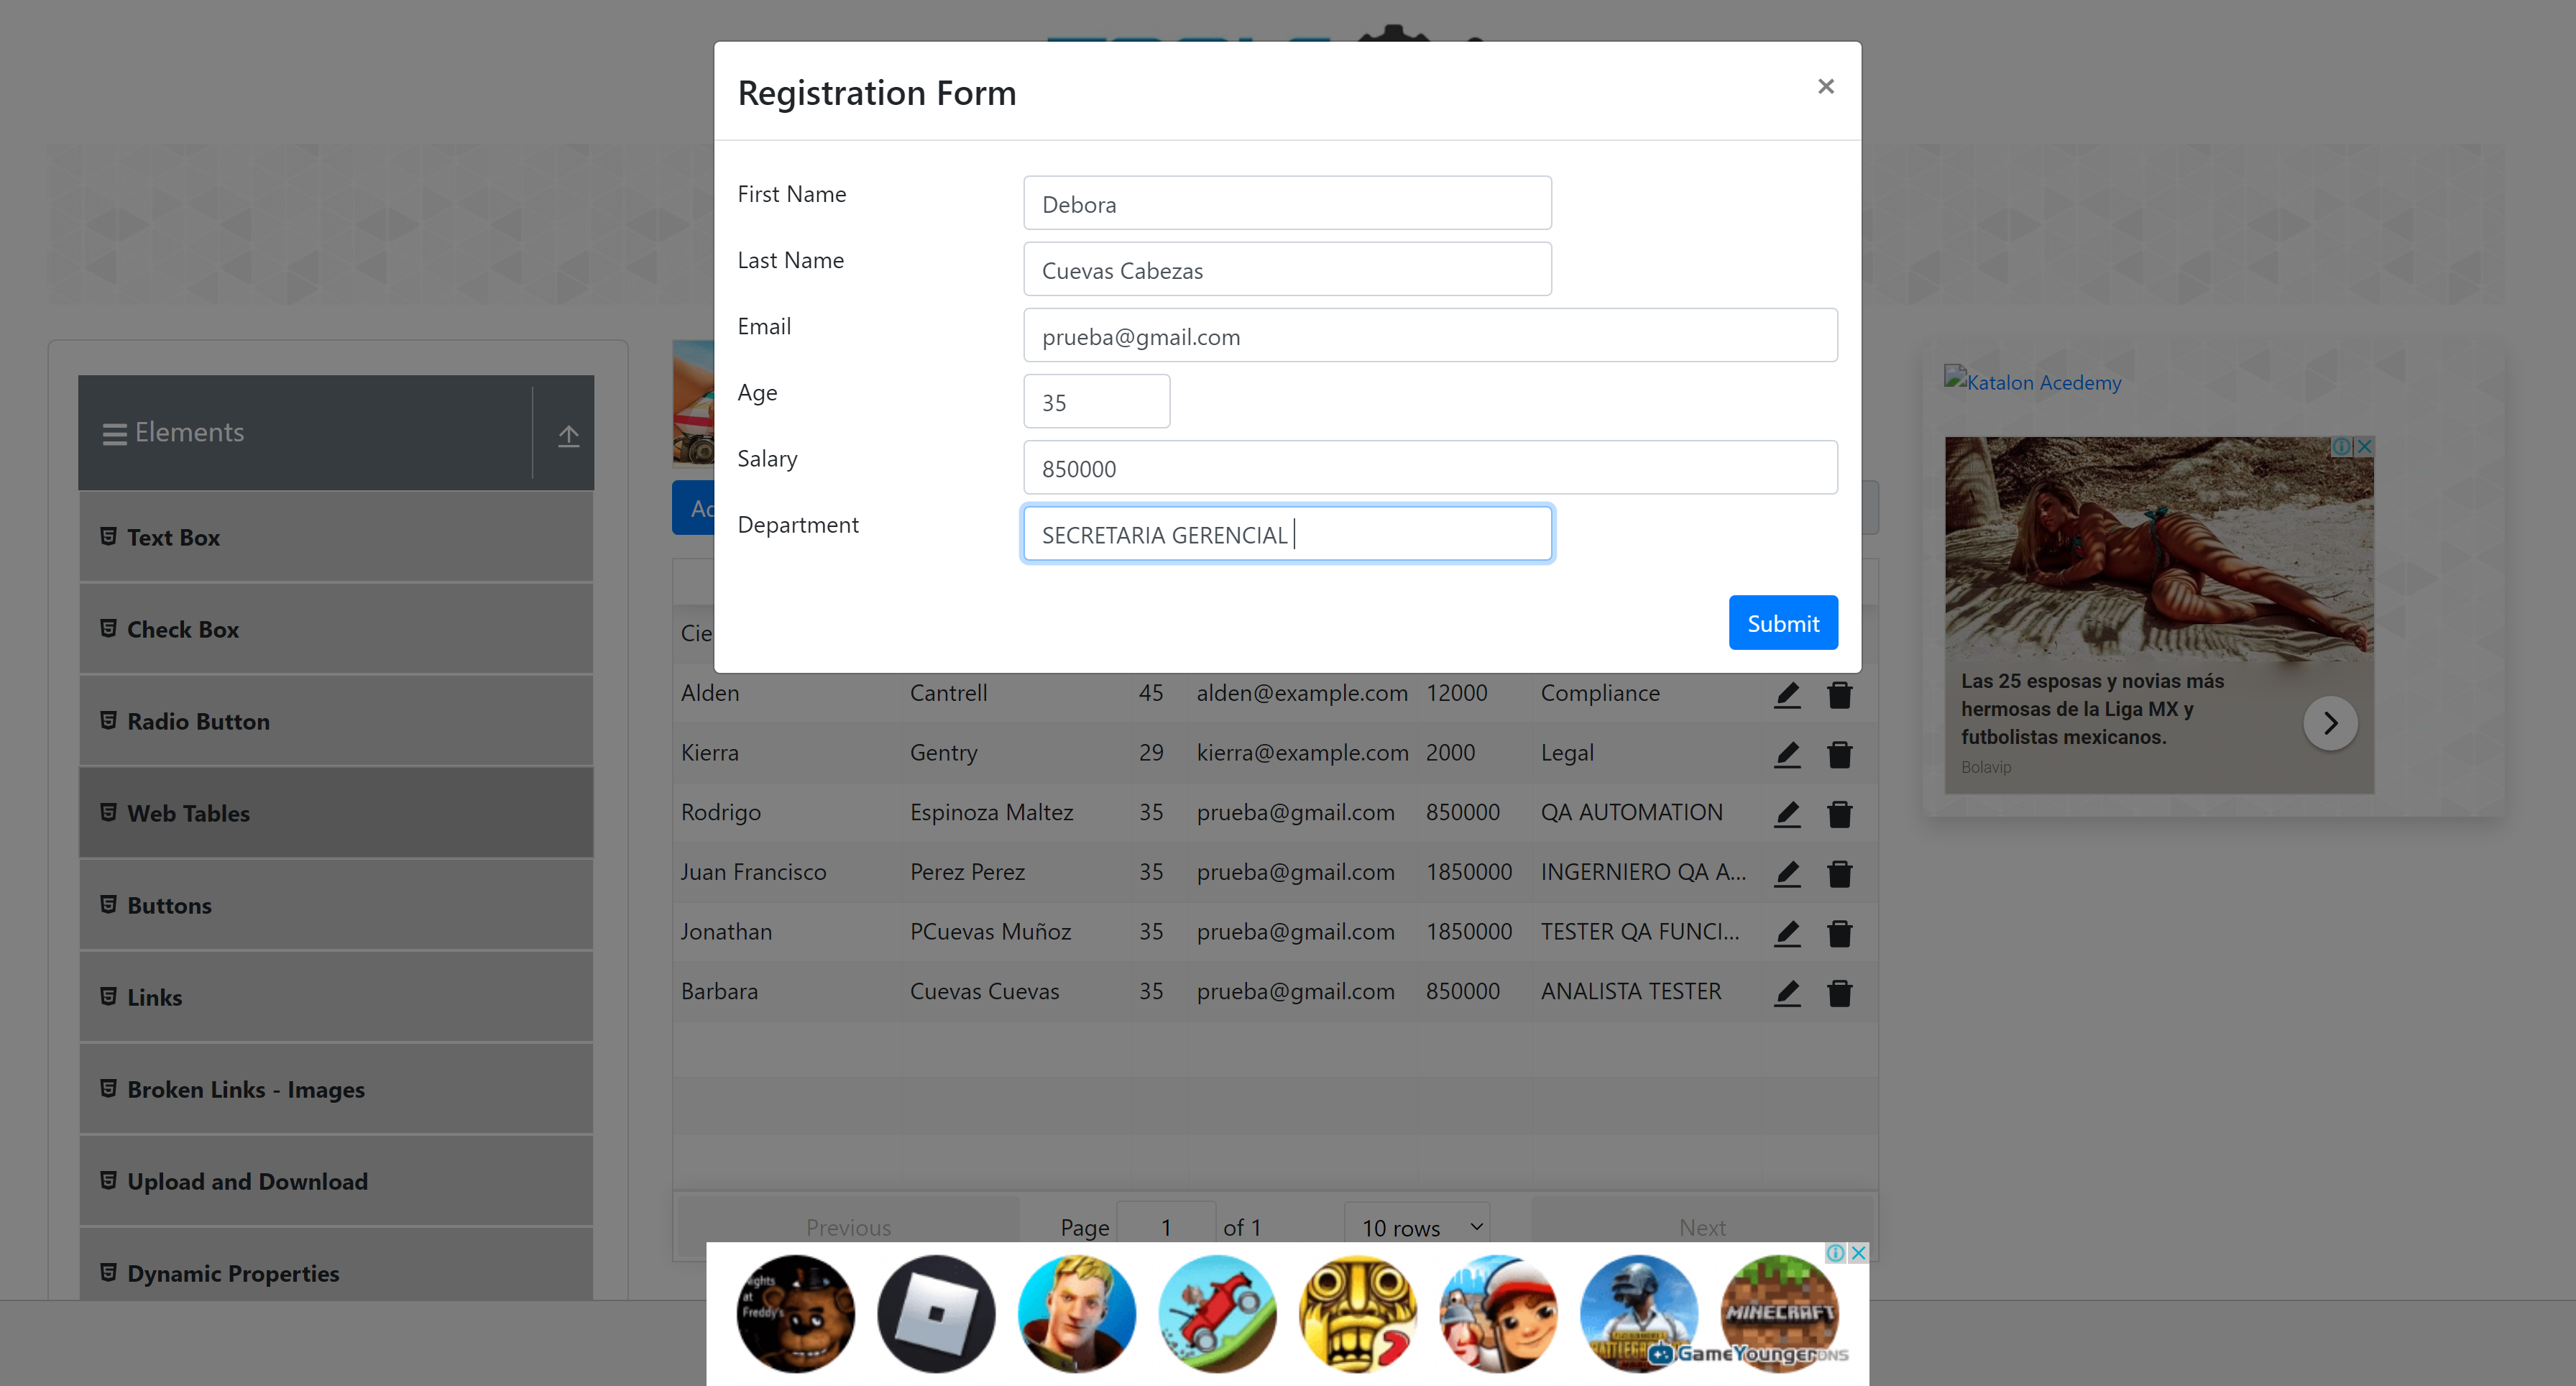 Registration Form ×
First Name Debora
Last Name Cuevas Cabezas
Email prueba@gmail.com
Age 35
Salary 850000
Department SECRETARIA GERENCIAL
Submit
Elements
Text Box
Check Box
Radio Button
Web Tables
Buttons
Links
Broken Links - Images
Upload and Download
Dynamic Properties
Alden Cantrell 45 alden@example.com 12000 Compliance
Kierra Gentry 29 kierra@example.com 2000 Legal
Rodrigo Espinoza Maltez 35 prueba@gmail.com 850000 QA AUTOMATION
Juan Francisco Perez Perez 35 prueba@gmail.com 1850000 INGERNIERO QA A...
Jonathan PCuevas Muñoz 35 prueba@gmail.com 1850000 TESTER QA FUNCI...
Barbara Cuevas Cuevas 35 prueba@gmail.com 850000 ANALISTA TESTER
Previous Page 1 of 1 10 rows Next
Katalon Acedemy
Las 25 esposas y novias más
hermosas de la Liga MX y
futbolistas mexicanos.
Bolavip
at
Freddy's
MINECRAFT
GameYoungerons